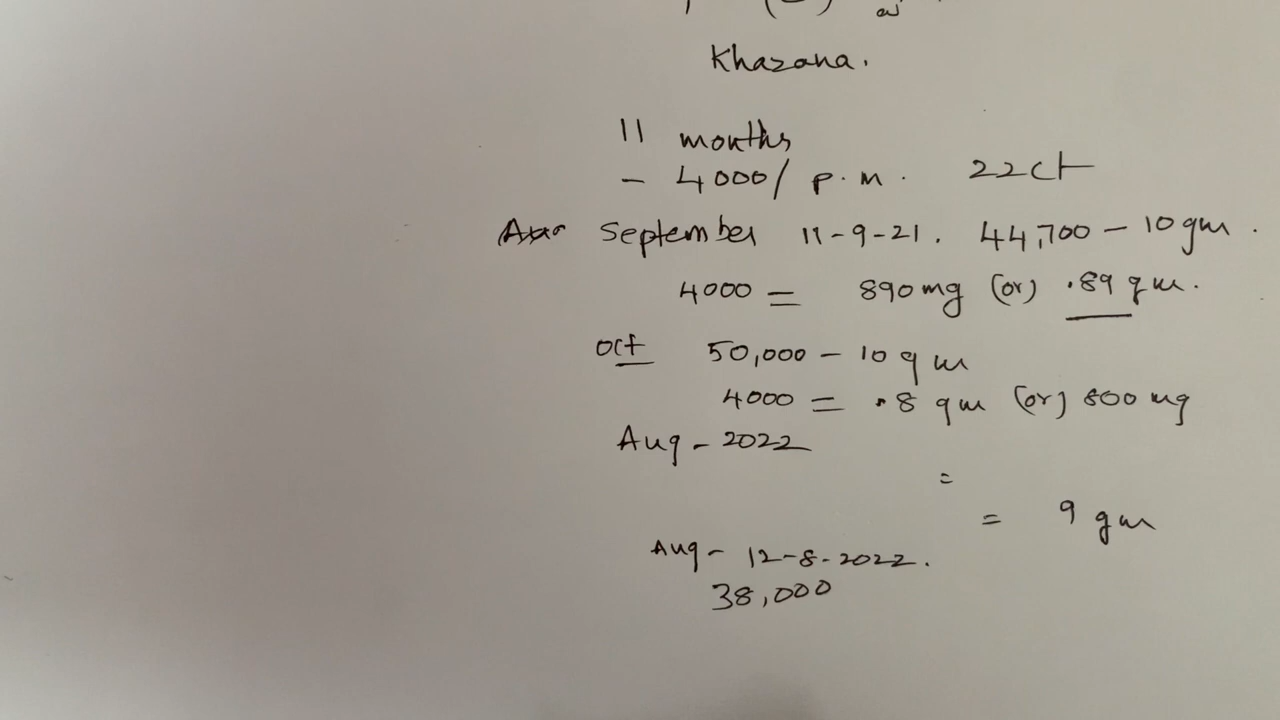 Khazana.
11 months
- 4000/ p.m. 22ct
September 11-9-21. 44,700 - 10 gm.
4000 = 890 mg (or) .89 gm.
Oct 50,000 - 10 gm
4000 = .8 gm (or) 800 mg
Aug - 2022
=
= 9 gm
Aug - 12-8-2022.
38,000